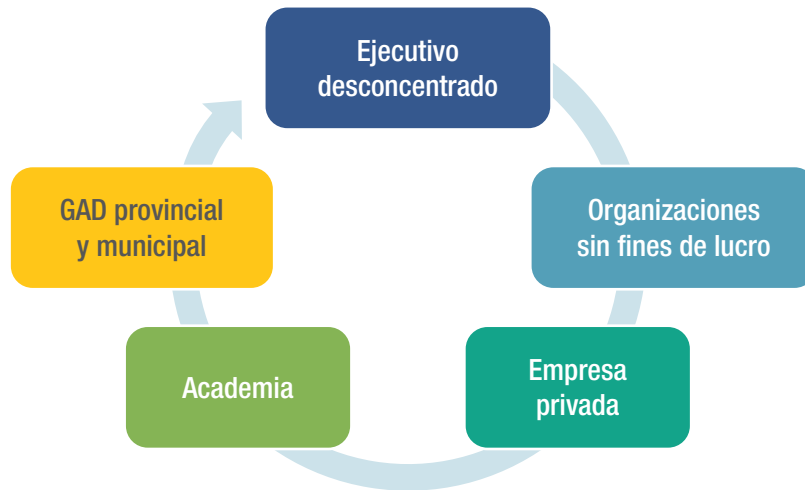 Ejecutivo
desconcentrado
Organizaciones
sin fines de lucro
Empresa
privada
Academia
GAD provincial
y municipal